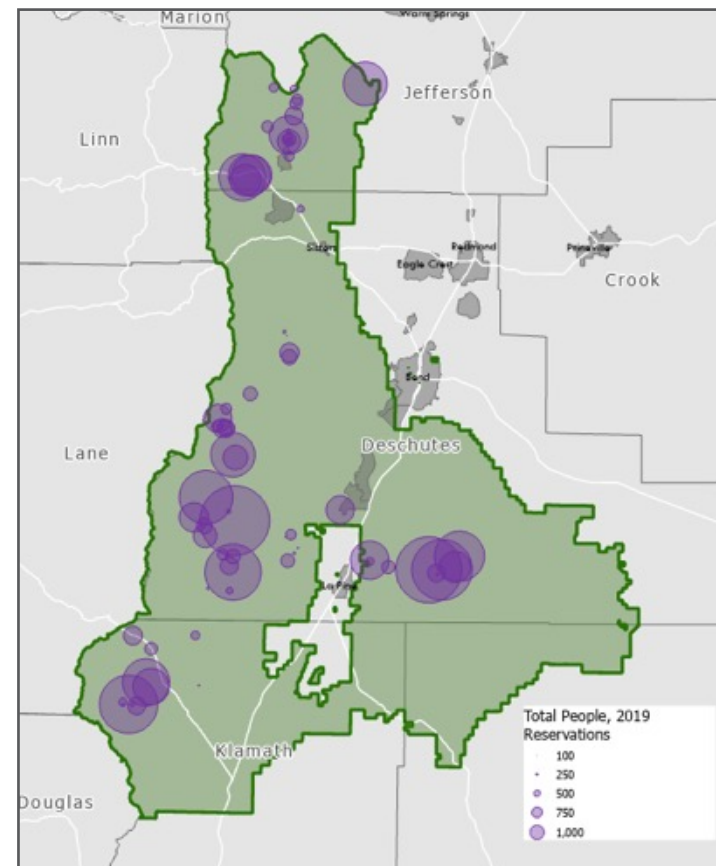 Marion
Warm Springs
Jefferson
Linn
Sisters
Redmond
Eagle Crest
Prineville
Crook
Bend
Lane
Deschutes
La Pine
Klamath
Douglas
Total People, 2019
Reservations
100
250
500
750
1,000